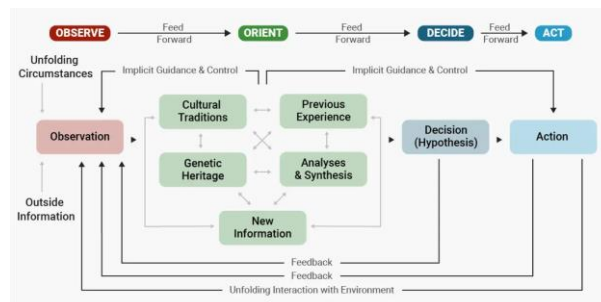 OBSERVE
Feed
Forward
ORIENT
Feed
Forward
DECIDE
Feed
Forward
ACT
Unfolding
Circumstances
Implicit Guidance & Control
Implicit Guidance & Control
Cultural
Traditions
Previous
Experience
Observation
Decision
(Hypothesis)
Action
Genetic
Heritage
Analyses
& Synthesis
Outside
Information
New
Information
Feedback
Feedback
Unfolding Interaction with Environment